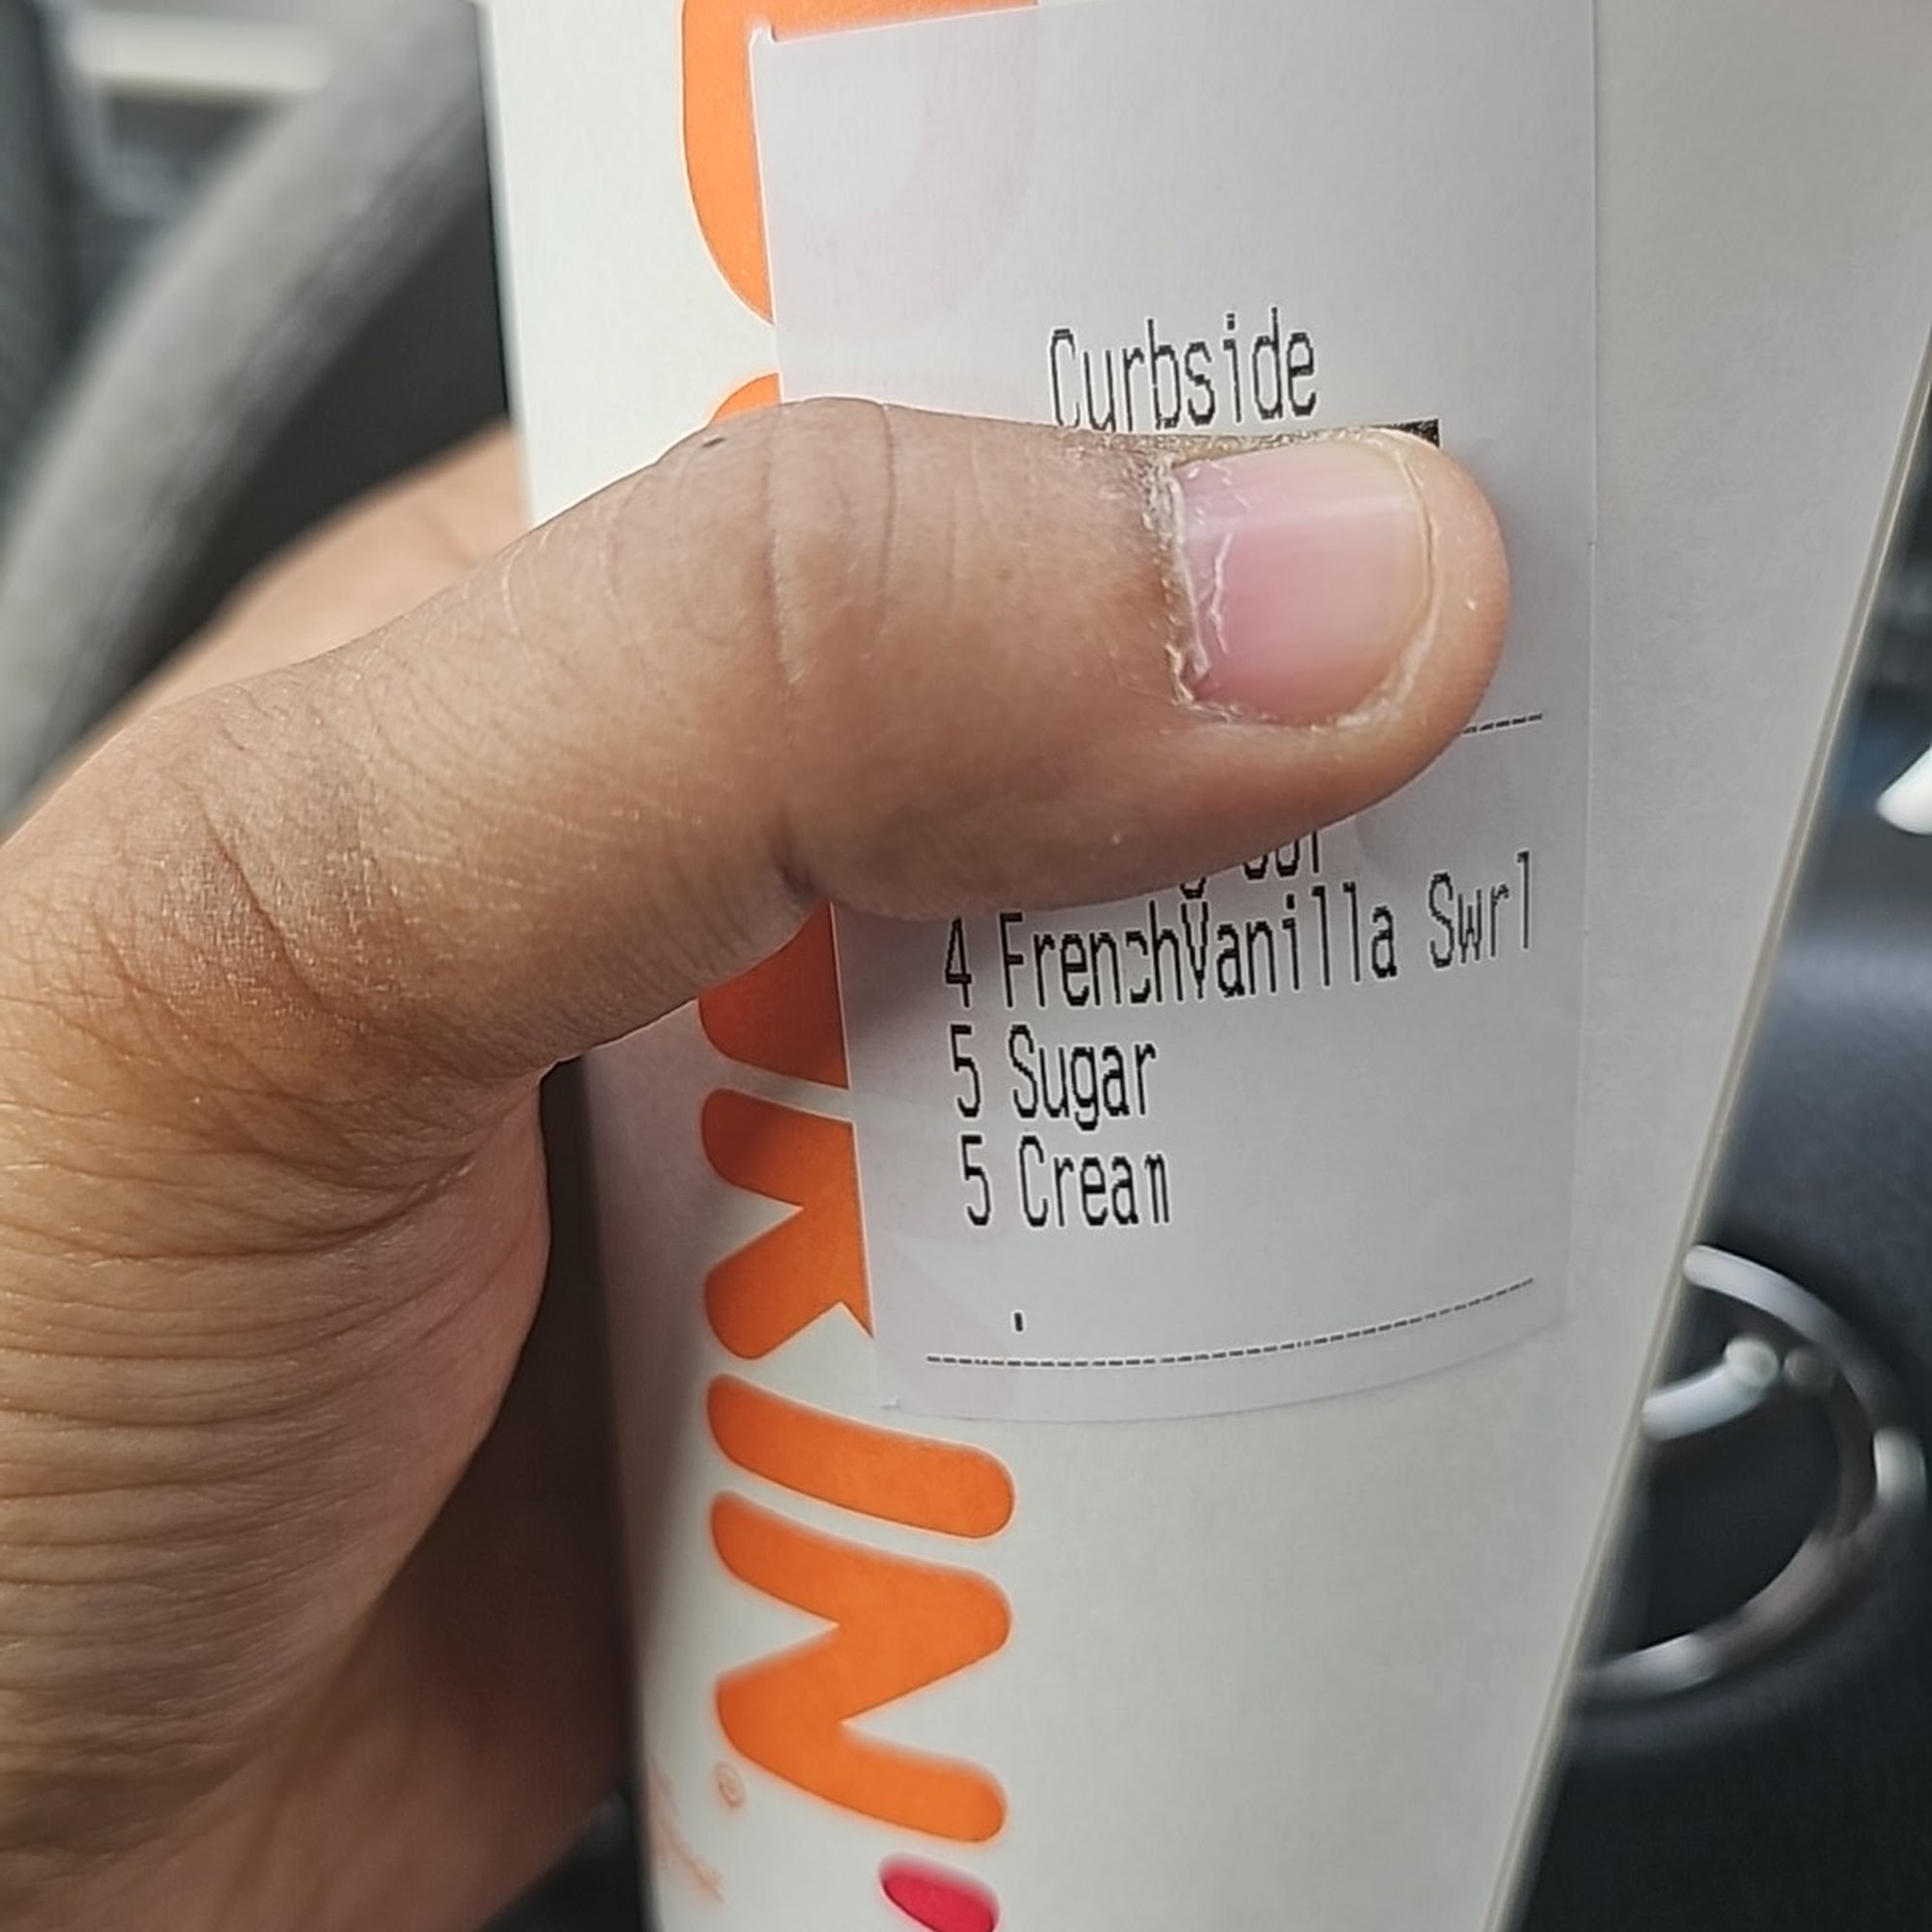 Curbside
4 FrenchVanilla Swrl
5 Sugar
5 Cream